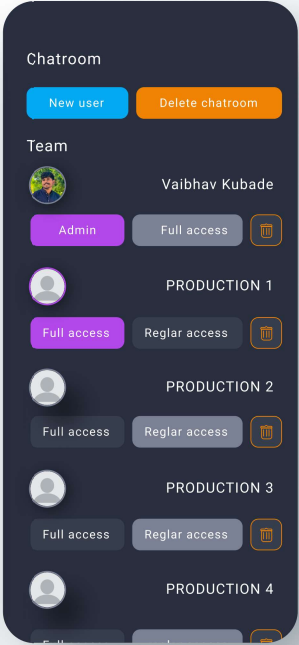 Chatroom
New user Delete chatroom
Team
Vaibhav Kubade
Admin Full access
PRODUCTION 1
Full access Reglar access
PRODUCTION 2
Full access Reglar access
PRODUCTION 3
Full access Reglar access
PRODUCTION 4